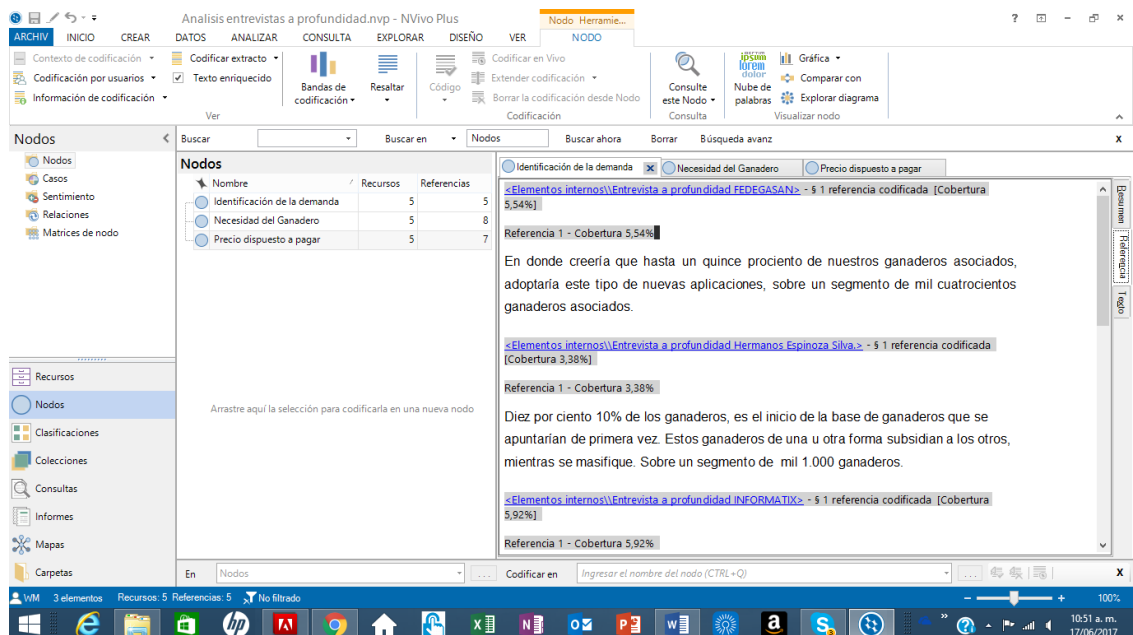 Analisis entrevistas a profundidad.nvp - NVivo Plus
Nodo Herramie...
ARCHIV INICIO CREAR DATOS ANALIZAR CONSULTA EXPLORAR DISEÑO VER NODO
Contexto de codificación
Codificación por usuarios
Información de codificación
Codificar extracto
Texto enriquecido
Ver
Bandas de codificación
Resaltar
Código
Codificar en Vivo
Extender codificación
Borrar la codificación desde Nodo
Codificación
Consulte este Nodo
Consulta
ipsum
lorem
dolor
Nube de palabras
Gráfica
Comparar con
Explorar diagrama
Visualizar nodo
Nodos
Nodos
Casos
Sentimiento
Relaciones
Matrices de nodo
Recursos
Nodos
Clasificaciones
Colecciones
Consultas
Informes
Mapas
Carpetas
Buscar Buscar en Nodos Buscar ahora Borrar Búsqueda avanz x
Nodos
Nombre Recursos Referencias
Identificación de la demanda 5 5
Necesidad del Ganadero 5 8
Precio dispuesto a pagar 5 7
Arrastre aquí la selección para codificarla en una nueva nodo
Identificación de la demanda Necesidad del Ganadero Precio dispuesto a pagar
<Elementos internos\\Entrevista a profundidad FEDEGASAN> - § 1 referencia codificada [Cobertura
5,54%]
Referencia 1 - Cobertura 5,54%
En donde creería que hasta un quince prociento de nuestros ganaderos asociados,
adoptaría este tipo de nuevas aplicaciones, sobre un segmento de mil cuatrocientos
ganaderos asociados.
<Elementos internos\\Entrevista a profundidad Hermanos Espinoza Silva.> - § 1 referencia codificada
[Cobertura 3,38%]
Referencia 1 - Cobertura 3,38%
Diez por ciento 10% de los ganaderos, es el inicio de la base de ganaderos que se
apuntarían de primera vez. Estos ganaderos de una u otra forma subsidian a los otros,
mientras se masifique. Sobre un segmento de mil 1.000 ganaderos.
<Elementos internos\\Entrevista a profundidad INFORMATIX> - § 1 referencia codificada [Cobertura
5,92%]
Referencia 1 - Cobertura 5,92%
Resumen
Referencia
Texto
En Nodos ... Codificar en Ingresar el nombre del nodo (CTRL+Q) ... x
WM 3 elementos Recursos: 5 Referencias: 5 No filtrado 100%
10:51 a. m.
17/06/2017